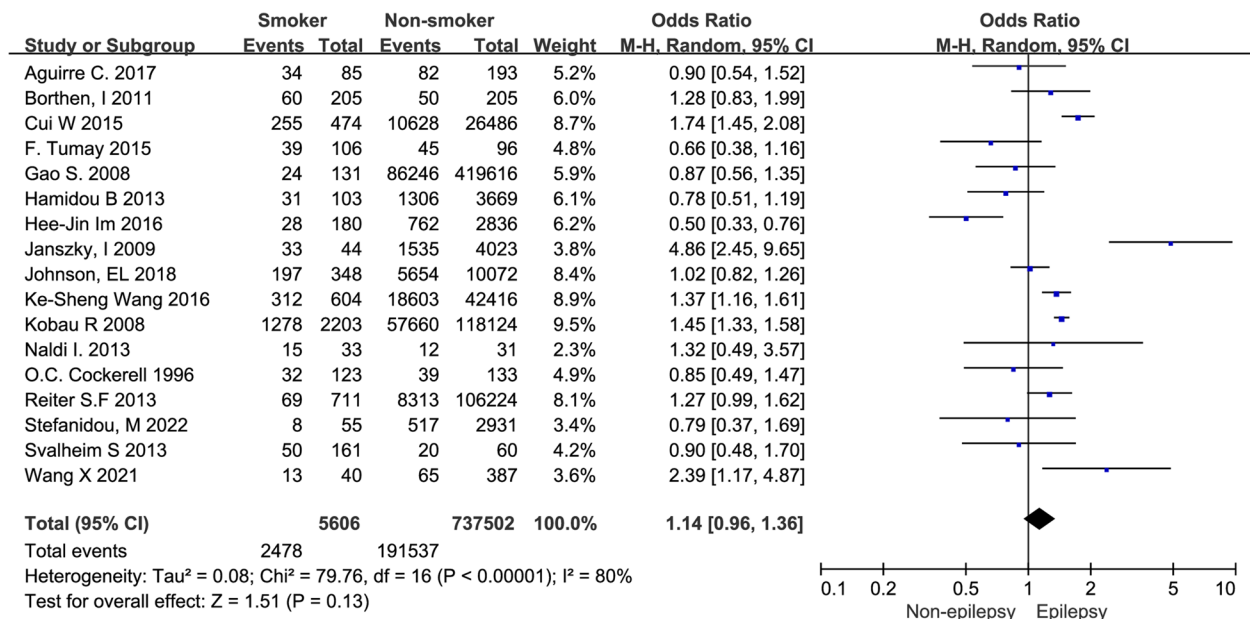 Smoker Non-smoker Odds Ratio Odds Ratio
Study or Subgroup Events Total Events Total Weight M-H, Random, 95% CI M-H, Random, 95% CI
Aguirre C. 2017 34 85 82 193 5.2% 0.90 [0.54, 1.52]
Borthen, I 2011 60 205 50 205 6.0% 1.28 [0.83, 1.99]
Cui W 2015 255 474 10628 26486 8.7% 1.74 [1.45, 2.08]
F. Tumay 2015 39 106 45 96 4.8% 0.66 [0.38, 1.16]
Gao S. 2008 24 131 86246 419616 5.9% 0.87 [0.56, 1.35]
Hamidou B 2013 31 103 1306 3669 6.1% 0.78 [0.51, 1.19]
Hee-Jin Im 2016 28 180 762 2836 6.2% 0.50 [0.33, 0.76]
Janszky, I 2009 33 44 1535 4023 3.8% 4.86 [2.45, 9.65]
Johnson, EL 2018 197 348 5654 10072 8.4% 1.02 [0.82, 1.26]
Ke-Sheng Wang 2016 312 604 18603 42416 8.9% 1.37 [1.16, 1.61]
Kobau R 2008 1278 2203 57660 118124 9.5% 1.45 [1.33, 1.58]
Naldi I. 2013 15 33 12 31 2.3% 1.32 [0.49, 3.57]
O.C. Cockerell 1996 32 123 39 133 4.9% 0.85 [0.49, 1.47]
Reiter S.F 2013 69 711 8313 106224 8.1% 1.27 [0.99, 1.62]
Stefanidou, M 2022 8 55 517 2931 3.4% 0.79 [0.37, 1.69]
Svalheim S 2013 50 161 20 60 4.2% 0.90 [0.48, 1.70]
Wang X 2021 13 40 65 387 3.6% 2.39 [1.17, 4.87]
Total (95% CI) 5606 737502 100.0% 1.14 [0.96, 1.36]
Total events 2478 191537
Heterogeneity: Tau² = 0.08; Chi² = 79.76, df = 16 (P < 0.00001); I² = 80%
Test for overall effect: Z = 1.51 (P = 0.13)
0.1 0.2 0.5 1 2 5 10
Non-epilepsy Epilepsy